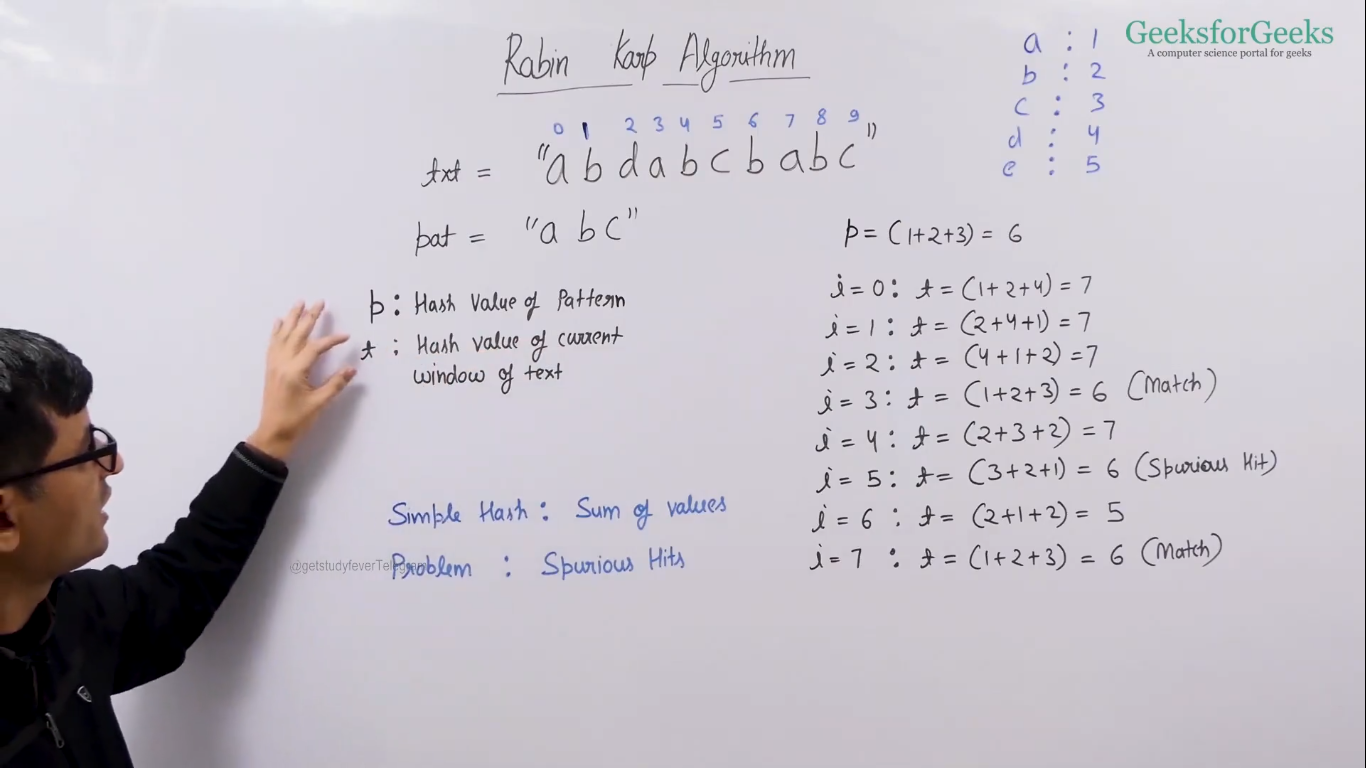 Rabin Karp Algorithm
GeeksforGeeks
A computer science portal for geeks
a : 1
b : 2
c : 3
d : 4
e : 5
0 1 2 3 4 5 6 7 8 9
txt = "a b d a b c b a b c"
pat = "a b c"
p : Hash Value of Pattern
t : Hash value of current
window of text
Simple Hash : Sum of values
Problem : Spurious Hits
@getstudyfeverTelegram
p = (1+2+3) = 6
i = 0 : t = (1+2+4) = 7
i = 1 : t = (2+4+1) = 7
i = 2 : t = (4+1+2) = 7
i = 3 : t = (1+2+3) = 6 (Match)
i = 4 : t = (2+3+2) = 7
i = 5 : t = (3+2+1) = 6 (Spurious Hit)
i = 6 : t = (2+1+2) = 5
i = 7 : t = (1+2+3) = 6 (Match)